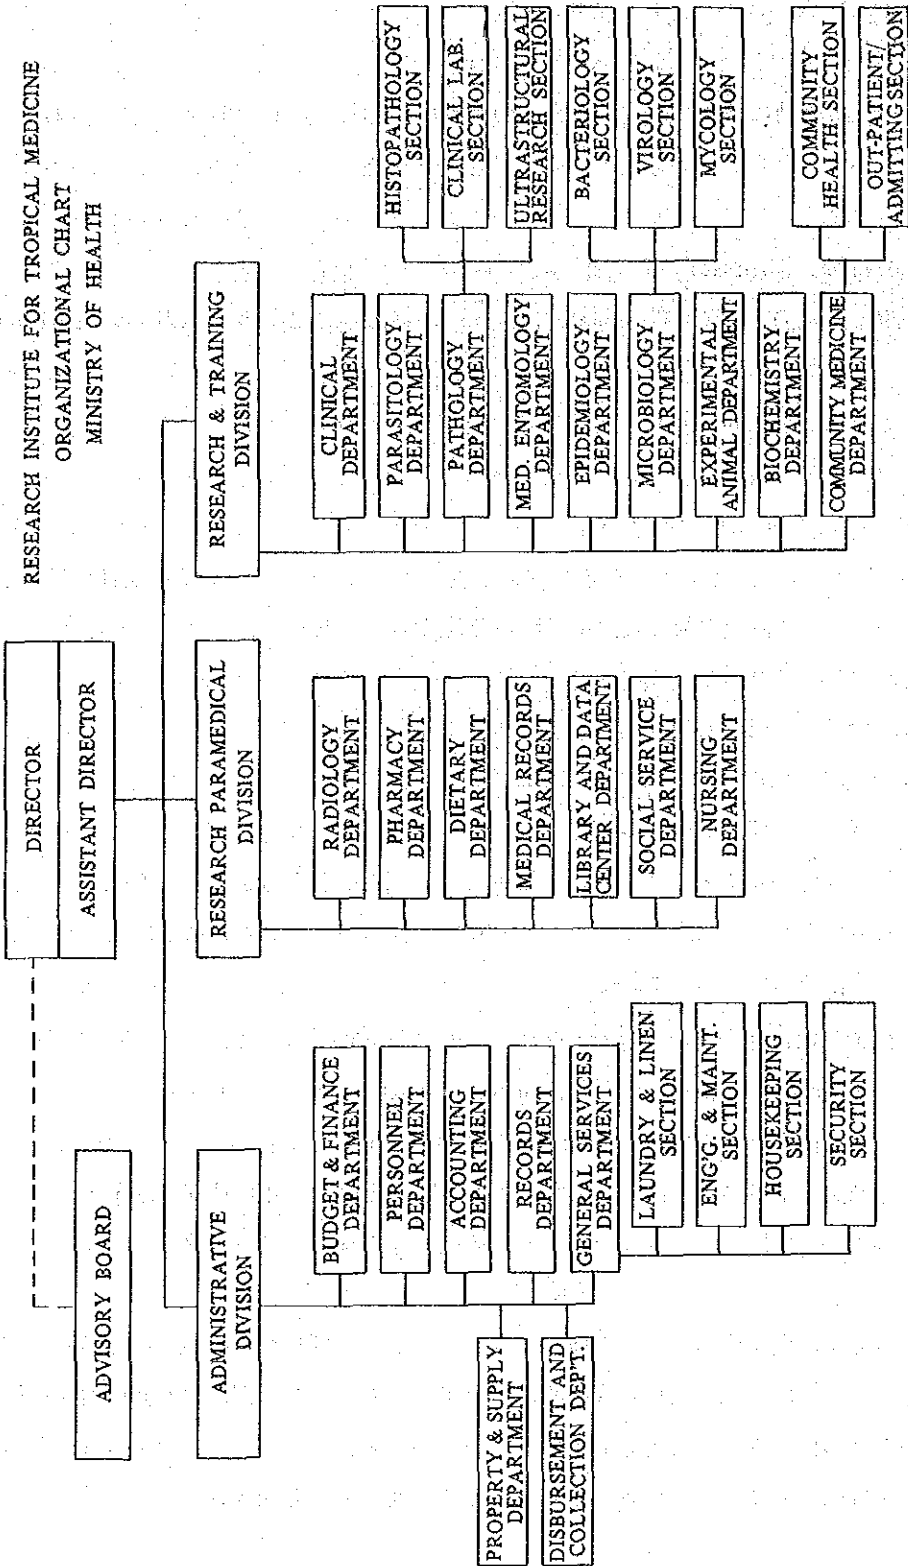 RESEARCH INSTITUTE FOR TROPICAL MEDICINE
ORGANIZATIONAL CHART
MINISTRY OF HEALTH
DIRECTOR
ASSISTANT DIRECTOR
ADVISORY BOARD
ADMINISTRATIVE
DIVISION
RESEARCH PARAMEDICAL
DIVISION
RESEARCH & TRAINING
DIVISION
BUDGET & FINANCE
DEPARTMENT
PERSONNEL
DEPARTMENT
ACCOUNTING
DEPARTMENT
RECORDS
DEPARTMENT
GENERAL SERVICES
DEPARTMENT
PROPERTY & SUPPLY
DEPARTMENT
DISBURSEMENT AND
COLLECTION DEP'T.
LAUNDRY & LINEN
SECTION
ENG'G. & MAINT.
SECTION
HOUSEKEEPING
SECTION
SECURITY
SECTION
RADIOLOGY
DEPARTMENT
PHARMACY
DEPARTMENT
DIETARY
DEPARTMENT
MEDICAL RECORDS
DEPARTMENT
LIBRARY AND DATA
CENTER DEPARTMENT
SOCIAL SERVICE
DEPARTMENT
NURSING
DEPARTMENT
CLINICAL
DEPARTMENT
PARASITOLOGY
DEPARTMENT
PATHOLOGY
DEPARTMENT
MED. ENTOMOLOGY
DEPARTMENT
EPIDEMIOLOGY
DEPARTMENT
MICROBIOLOGY
DEPARTMENT
EXPERIMENTAL
ANIMAL DEPARTMENT
BIOCHEMISTRY
DEPARTMENT
COMMUNITY MEDICINE
DEPARTMENT
HISTOPATHOLOGY
SECTION
CLINICAL LAB.
SECTION
ULTRASTRUCTURAL
RESEARCH SECTION
BACTERIOLOGY
SECTION
VIROLOGY
SECTION
MYCOLOGY
SECTION
COMMUNITY
HEALTH SECTION
OUT-PATIENT/
ADMITTING SECTION